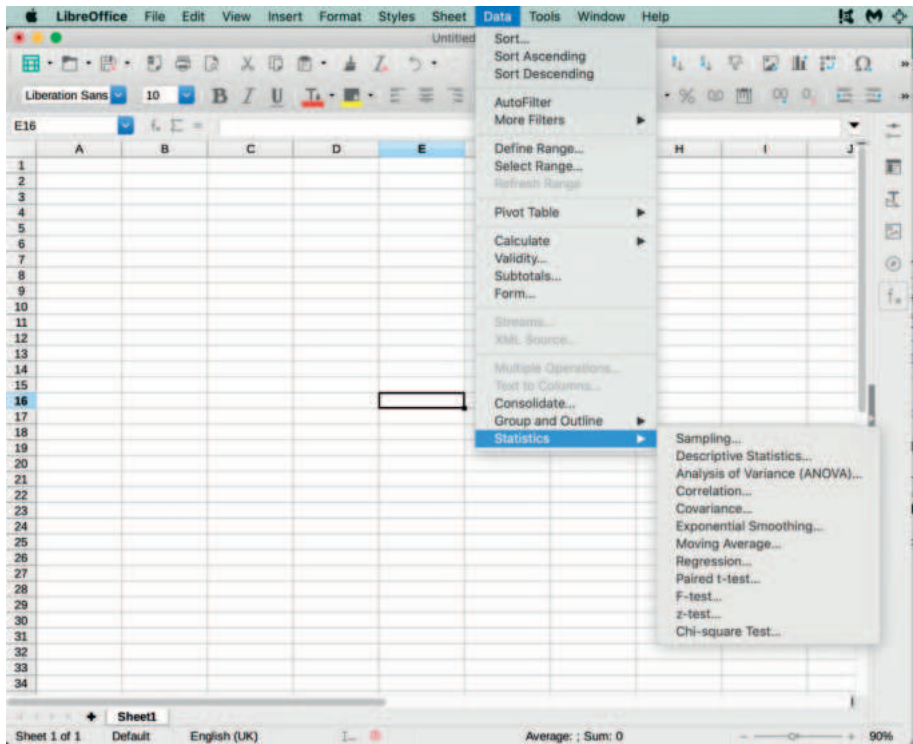 LibreOffice File Edit View Insert Format Styles Sheet Data Tools Window Help
Untitled
Liberation Sans 10 B I U
E16
A B C D E H I J
1
2
3
4
5
6
7
8
9
10
11
12
13
14
15
16
17
18
19
20
21
22
23
24
25
26
27
28
29
30
31
32
33
34
Sort...
Sort Ascending
Sort Descending
AutoFilter
More Filters
Define Range...
Select Range...
Refresh Range
Pivot Table
Calculate
Validity...
Subtotals...
Form...
Streams...
XML Source...
Multiple Operations...
Text to Columns...
Consolidate...
Group and Outline
Statistics
Sampling...
Descriptive Statistics...
Analysis of Variance (ANOVA)...
Correlation...
Covariance...
Exponential Smoothing...
Moving Average...
Regression...
Paired t-test...
F-test...
z-test...
Chi-square Test...
Sheet1
Sheet 1 of 1 Default English (UK) Average: ; Sum: 0 90%